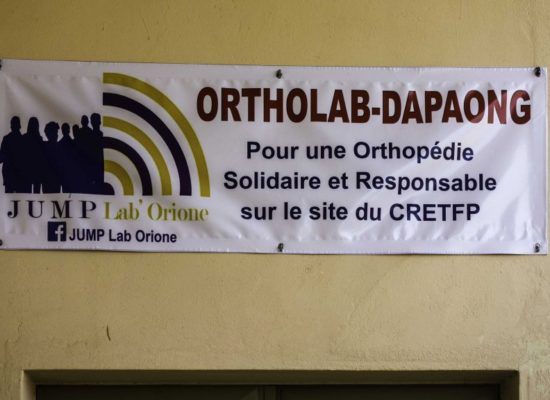 ORTHOLAB-DAPAONG
Pour une Orthopédie
Solidaire et Responsable
sur le site du CRETFP
JUMP Lab' Orione
f JUMP Lab Orione